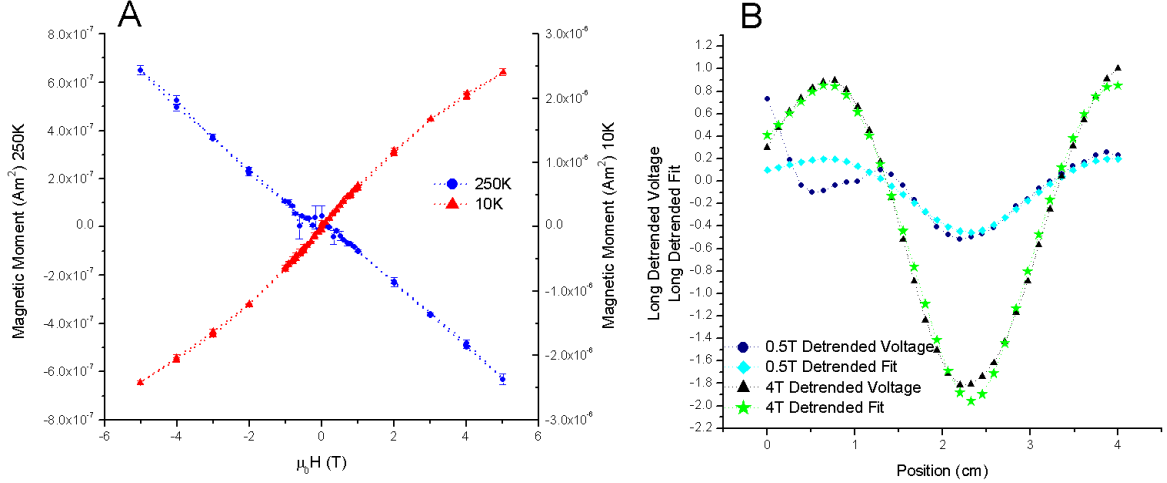 A
Magnetic Moment (Am²) 250K
8.0x10⁻⁷
6.0x10⁻⁷
4.0x10⁻⁷
2.0x10⁻⁷
0.0
-2.0x10⁻⁷
-4.0x10⁻⁷
-6.0x10⁻⁷
-8.0x10⁻⁷
-6
-4
-2
0
2
4
6
μ₀H (T)
250K
10K
3.0x10⁻⁶
2.0x10⁻⁶
1.0x10⁻⁶
0.0
-1.0x10⁻⁶
-2.0x10⁻⁶
-3.0x10⁻⁶
Magnetic Moment (Am²) 10K
B
Long Detrended Voltage
Long Detrended Fit
1.0
0.8
0.6
0.4
0.2
0.0
-0.2
-0.4
-0.6
-0.8
-1.0
-1.2
-1.4
-1.6
-1.8
-2.0
-2.2
0.5T Detrended Voltage
0.5T Detrended Fit
4T Detrended Voltage
4T Detrended Fit
0
1
2
3
4
Position (cm)